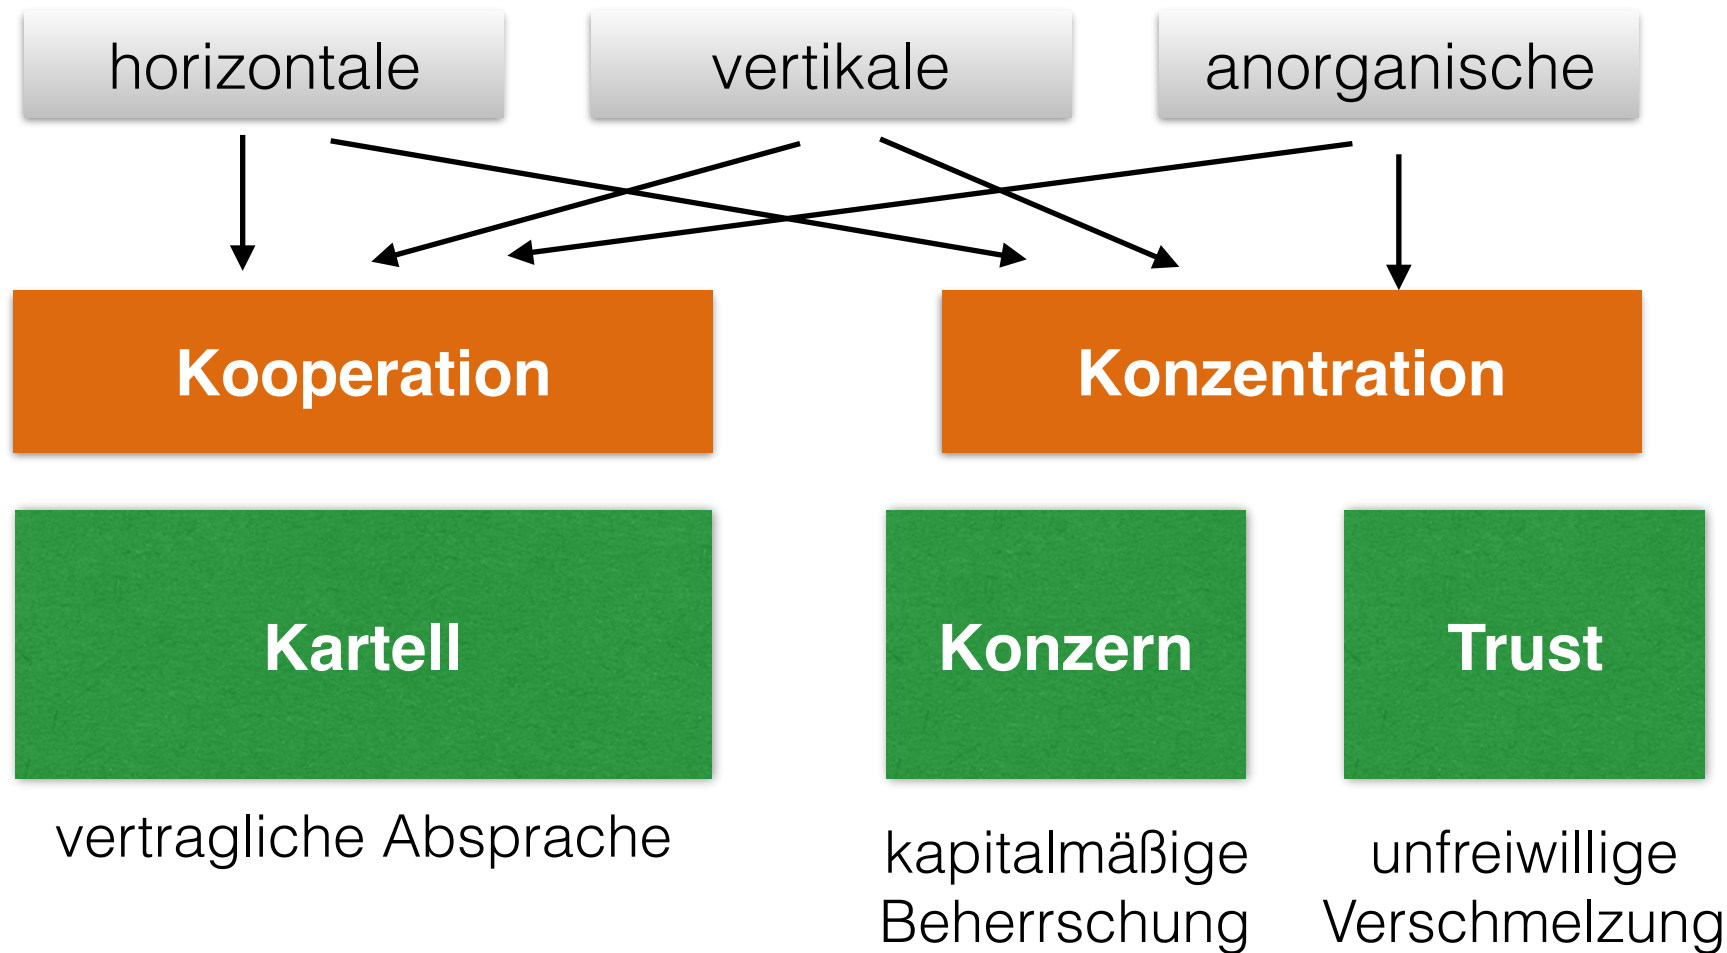 horizontale
vertikale
anorganische
Kooperation
Konzentration
Kartell
Konzern
Trust
vertragliche Absprache
kapitalmäßige
Beherrschung
unfreiwillige
Verschmelzung